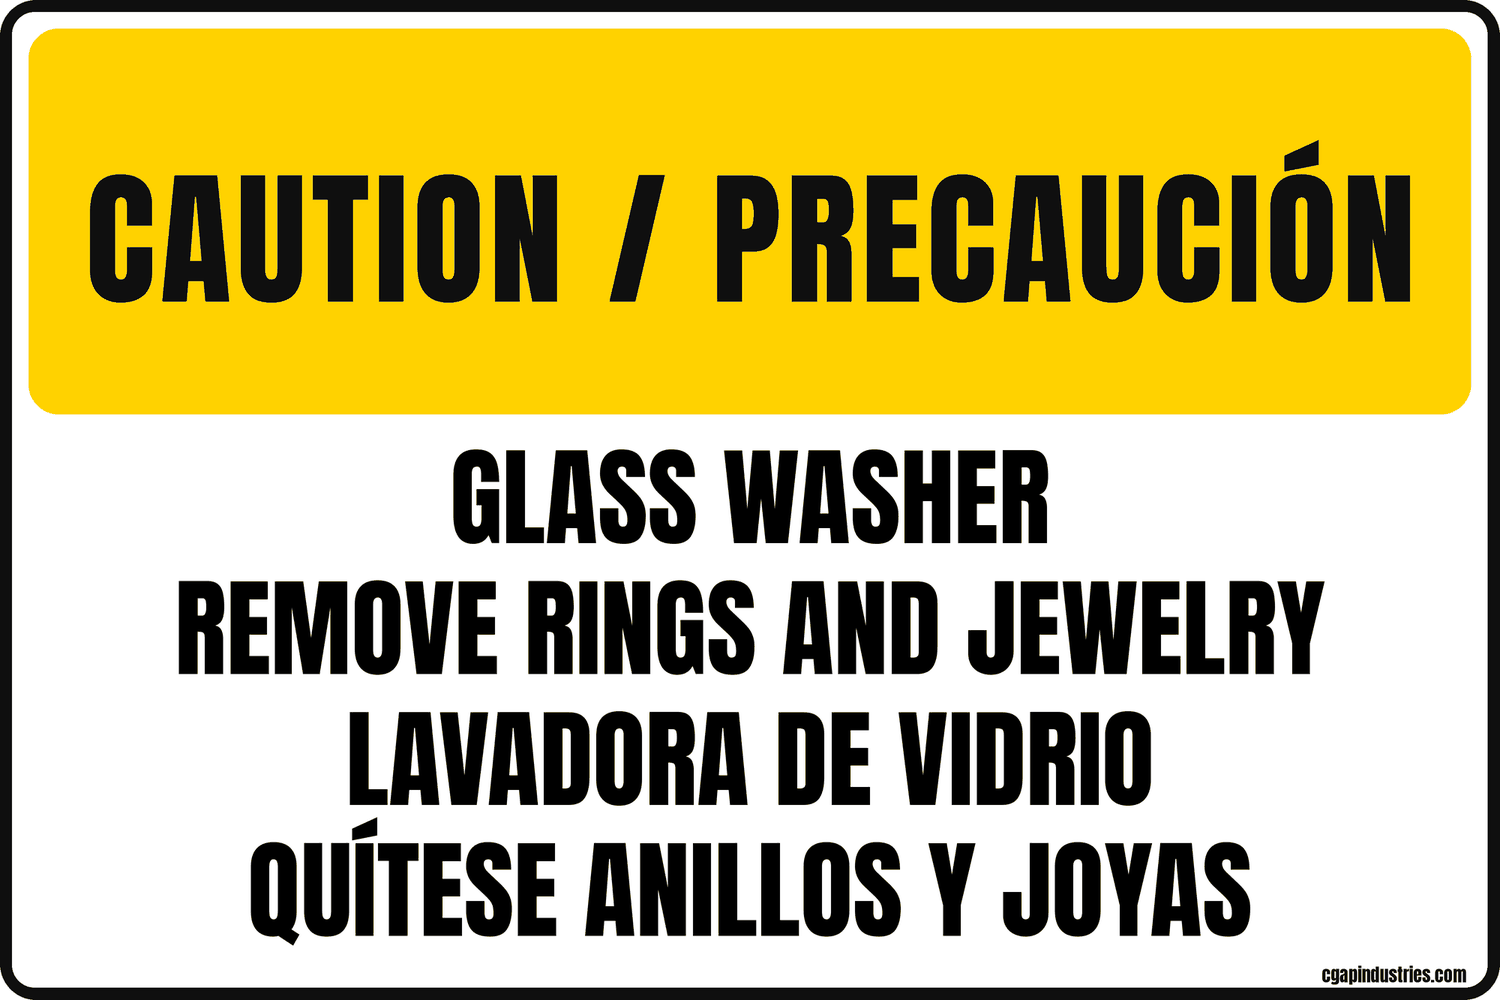 CAUTION / PRECAUCIÓN
GLASS WASHER
REMOVE RINGS AND JEWELRY
LAVADORA DE VIDRIO
QUÍTESE ANILLOS Y JOYAS
cgapindustries.com